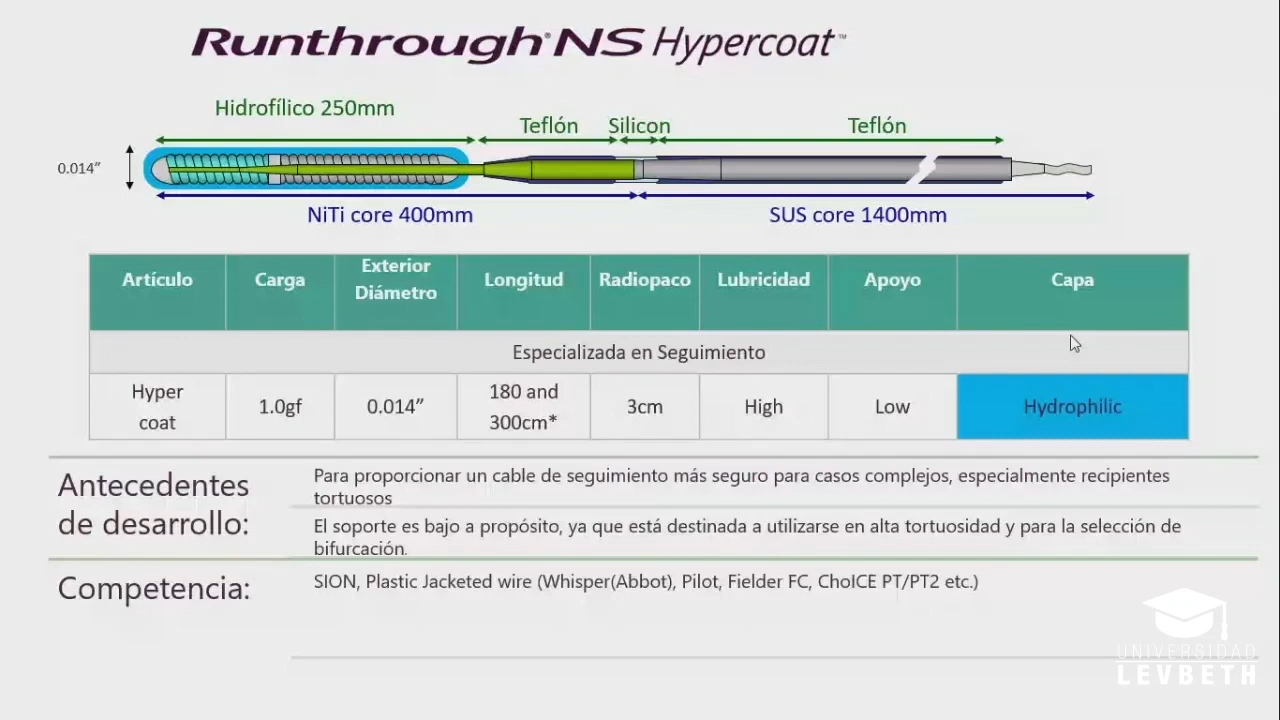 Runthrough® NS Hypercoat™
Hidrofílico 250mm
Teflón
Silicon
Teflón
0.014”
NiTi core 400mm
SUS core 1400mm
Artículo
Carga
Exterior
Diámetro
Longitud
Radiopaco
Lubricidad
Apoyo
Capa
Especializada en Seguimiento
Hyper
coat
1.0gf
0.014”
180 and
300cm*
3cm
High
Low
Hydrophilic
Antecedentes
de desarrollo:
Para proporcionar un cable de seguimiento más seguro para casos complejos, especialmente recipientes
tortuosos
El soporte es bajo a propósito, ya que está destinada a utilizarse en alta tortuosidad y para la selección de
bifurcación.
Competencia:
SION, Plastic Jacketed wire (Whisper(Abbot), Pilot, Fielder FC, ChoICE PT/PT2 etc.)
UNIVERSIDAD
LEVBETH